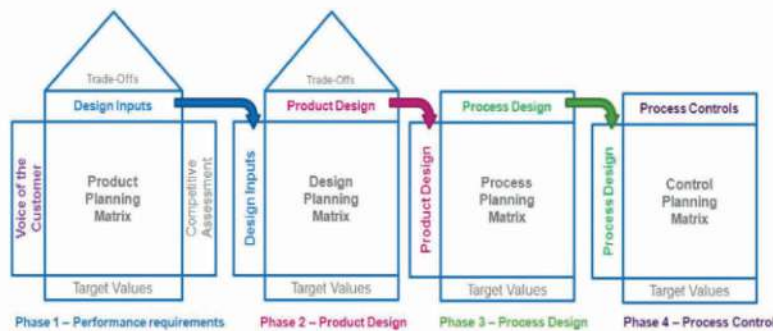 Trade-Offs
Design Inputs
Voice of the
Customer
Product
Planning
Matrix
Competitive
Assessment
Target Values
Phase 1 – Performance requirements
Trade-Offs
Product Design
Design Inputs
Design
Planning
Matrix
Target Values
Phase 2 – Product Design
Process Design
Product Design
Process
Planning
Matrix
Target Values
Phase 3 – Process Design
Process Controls
Process Design
Control
Planning
Matrix
Target Values
Phase 4 – Process Control